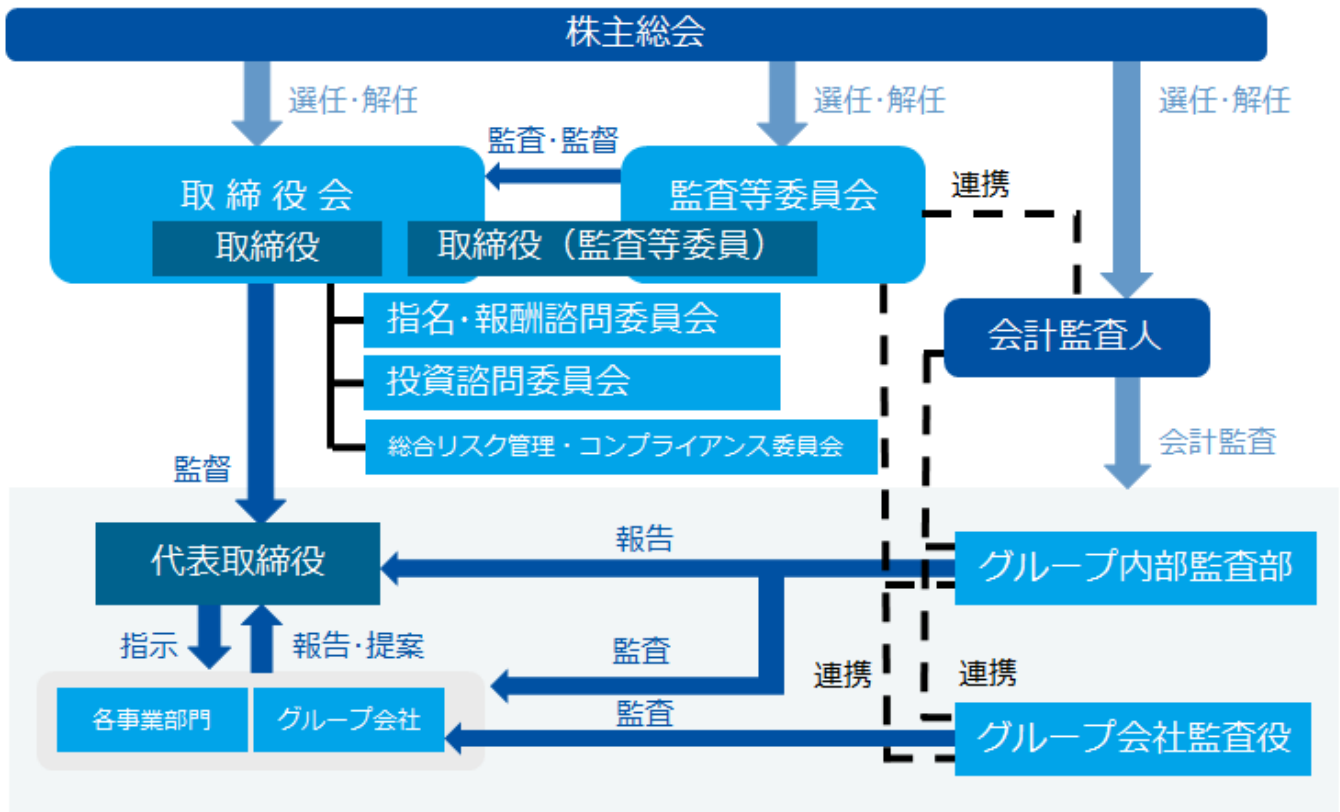 株主総会
選任・解任
選任・解任
選任・解任
監査・監督
取締役会
監査等委員会
連携
取締役
取締役（監査等委員）
指名・報酬諮問委員会
会計監査人
投資諮問委員会
総合リスク管理・コンプライアンス委員会
会計監査
監督
代表取締役
報告
グループ内部監査部
指示
報告・提案
監査
連携
連携
各事業部門
グループ会社
監査
グループ会社監査役